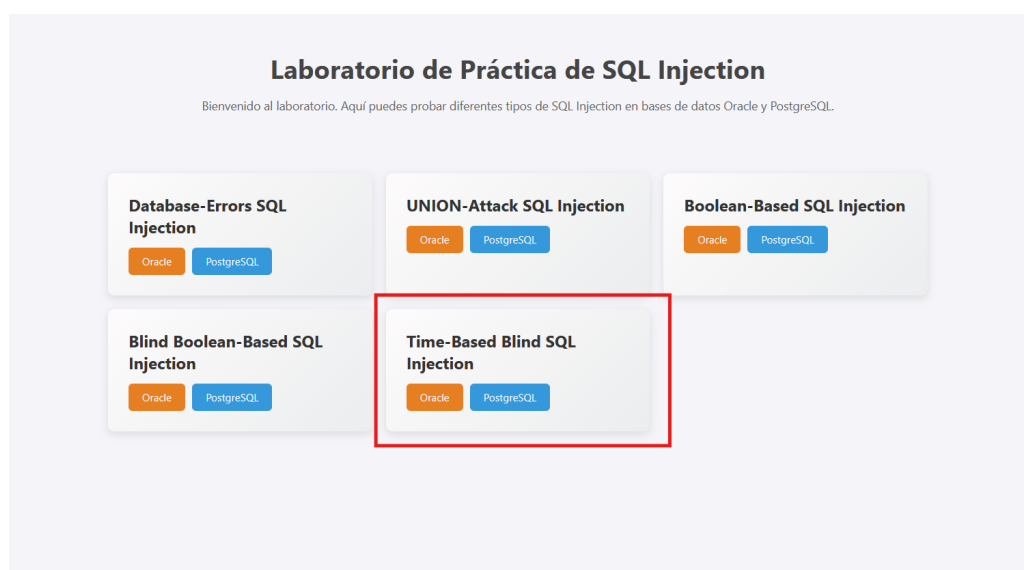 Laboratorio de Práctica de SQL Injection
Bienvenido al laboratorio. Aquí puedes probar diferentes tipos de SQL Injection en bases de datos Oracle y PostgreSQL.
Database-Errors SQL
Injection
Oracle PostgreSQL
UNION-Attack SQL Injection
Oracle PostgreSQL
Boolean-Based SQL Injection
Oracle PostgreSQL
Blind Boolean-Based SQL
Injection
Oracle PostgreSQL
Time-Based Blind SQL
Injection
Oracle PostgreSQL